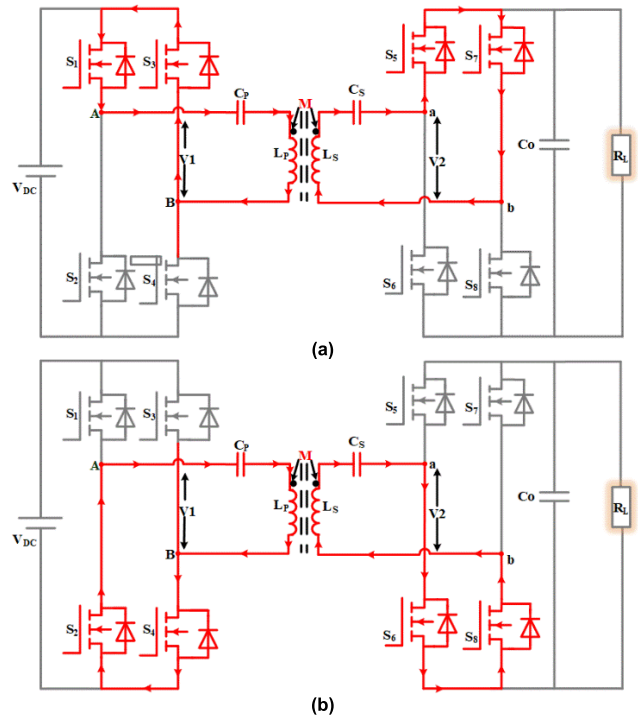 S1 S3 S5 S7
A CP M CS a
V1 LP LS V2 Co RL
VDC
B b
S2 S4 S6 S8
(a)
S1 S3 S5 S7
A CP M CS a
V1 LP LS V2 Co RL
VDC
B b
S2 S4 S6 S8
(b)